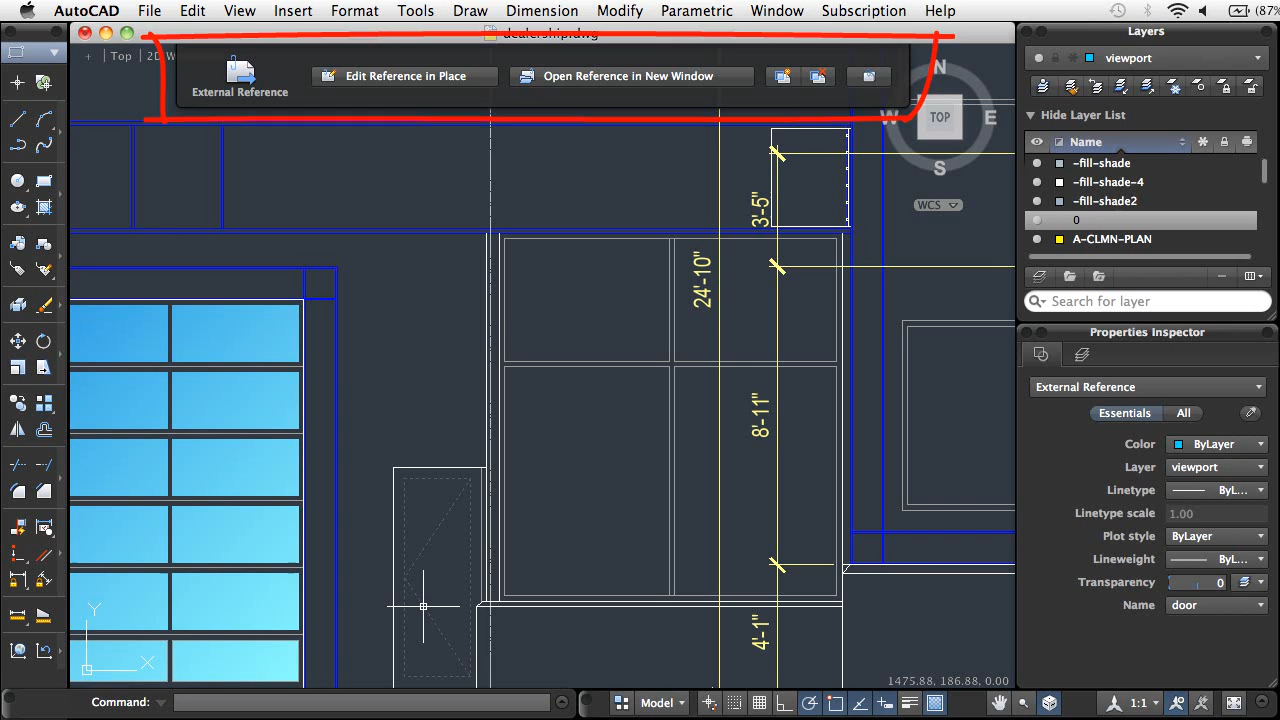 AutoCAD File Edit View Insert Format Tools Draw Dimension Modify Parametric Window Subscription Help (87%
dealership.dwg
+ | Top | 2D W
External Reference
Edit Reference in Place
Open Reference in New Window
N
W
TOP
E
S
WCS
3'-5"
24'-10"
8'-11"
4'-1"
Y
X
1475.88, 186.88, 0.00
Layers
viewport
Hide Layer List
Name
-fill-shade
-fill-shade-4
-fill-shade2
0
A-CLMN-PLAN
Search for layer
Properties Inspector
External Reference
Essentials All
Color ByLayer
Layer viewport
Linetype ByL...
Linetype scale 1.00
Plot style ByLayer
Lineweight ByL...
Transparency 0
Name door
Command:
Model
1:1